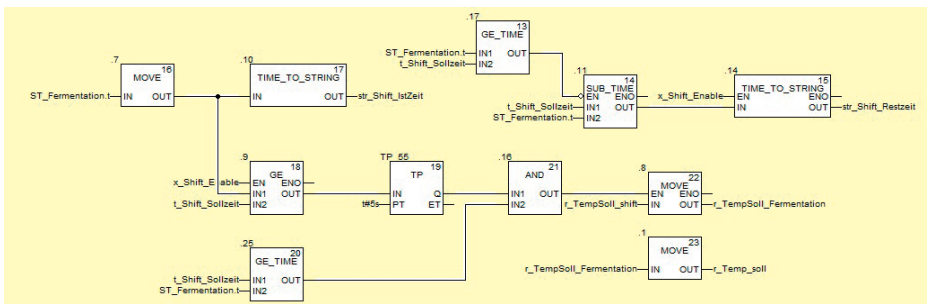 .7
16
MOVE
ST_Fermentation.t IN OUT
.10
17
TIME_TO_STRING
IN OUT str_Shift_IstZeit
.17
13
GE_TIME
ST_Fermentation.t IN1 OUT
t_Shift_Sollzeit IN2
.11
14
SUB_TIME
EN ENO
t_Shift_Sollzeit IN1 OUT
ST_Fermentation.t IN2
.14
15
TIME_TO_STRING
x_Shift_Enable EN ENO
IN OUT str_Shift_Restzeit
.9
18
GE
EN ENO
IN1 OUT
t_Shift_Sollzeit IN2
TP_55
19
TP
IN Q
t#5s PT ET
.16
21
AND
IN1 OUT
IN2
.8
22
MOVE
EN ENO
r_TempSoll_shift IN OUT r_TempSoll_Fermentation
.25
20
GE_TIME
t_Shift_Sollzeit IN1 OUT
ST_Fermentation.t IN2
.1
23
MOVE
r_TempSoll_Fermentation IN OUT r_Temp_soll